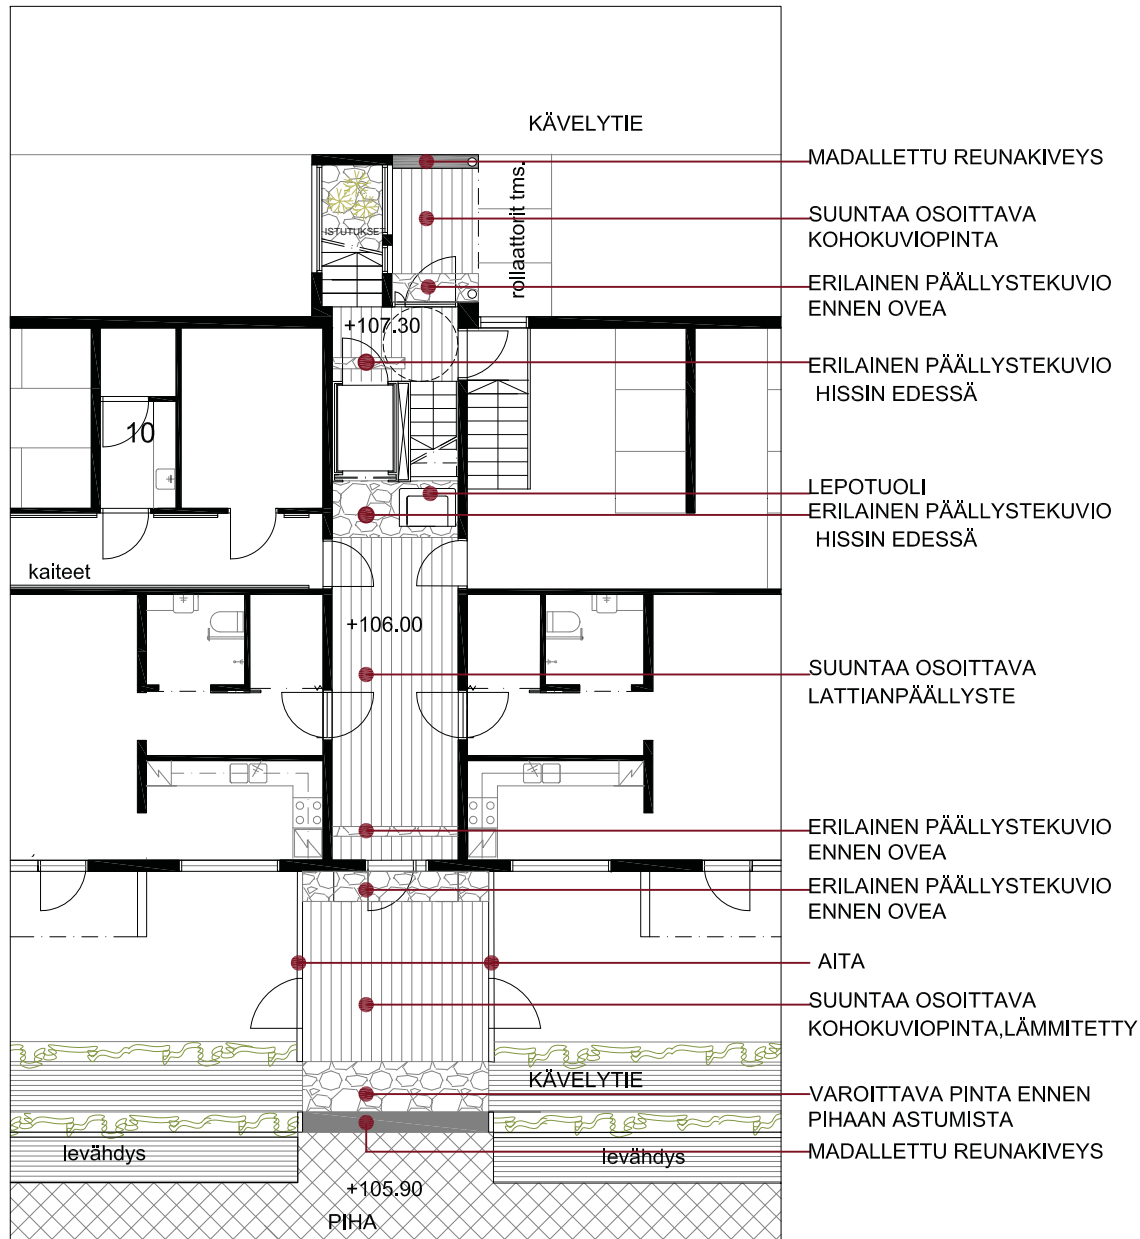 KÄVELYTIE
MADALLETTU REUNAKIVEYS
rollaattorit tms.
SUUNTAA OSOITTAVA
KOHOKUVIOPINTA
ISTUTUKSET
ERILAINEN PÄÄLLYSTEKUVIO
ENNEN OVEA
+107.30
ERILAINEN PÄÄLLYSTEKUVIO
HISSIN EDESSÄ
10
LEPOTUOLI
ERILAINEN PÄÄLLYSTEKUVIO
HISSIN EDESSÄ
kaiteet
+106.00
SUUNTAA OSOITTAVA
LATTIANPÄÄLLYSTE
ERILAINEN PÄÄLLYSTEKUVIO
ENNEN OVEA
ERILAINEN PÄÄLLYSTEKUVIO
ENNEN OVEA
AITA
SUUNTAA OSOITTAVA
KOHOKUVIOPINTA,LÄMMITETTY
KÄVELYTIE
VAROITTAVA PINTA ENNEN
PIHAAN ASTUMISTA
MADALLETTU REUNAKIVEYS
levähdys
levähdys
+105.90
PIHA